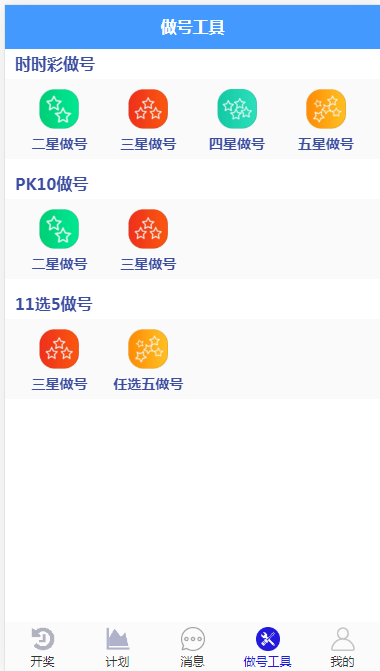 做号工具
时时彩做号
二星做号 三星做号 四星做号 五星做号
PK10做号
二星做号 三星做号
11选5做号
三星做号 任选五做号
开奖 计划 消息 做号工具 我的